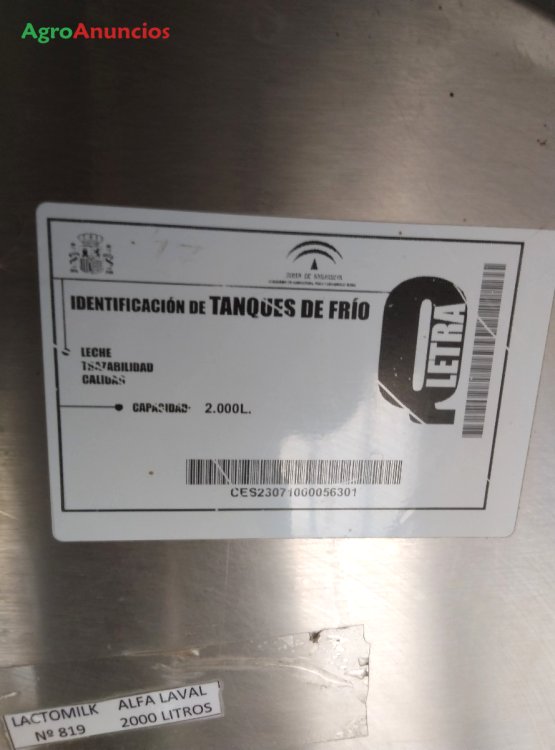 AgroAnuncios
JUNTA DE ANDALUCIA
IDENTIFICACIÓN DE TANQUES DE FRÍO
LETRA
Q
LECHE
TRAZABILIDAD
CALIDAD
CAPACIDAD: 2.000L.
CES23071000056301
LACTOMILK ALFA LAVAL
Nº 819 2000 LITROS